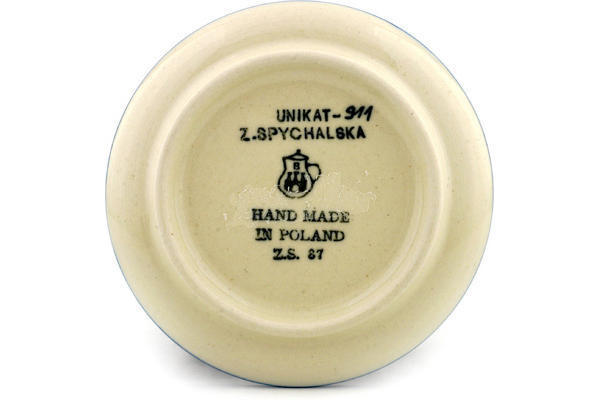 UNIKAT-911
Z.SPYCHALSKA
B
HAND MADE
IN POLAND
Z.S. 87